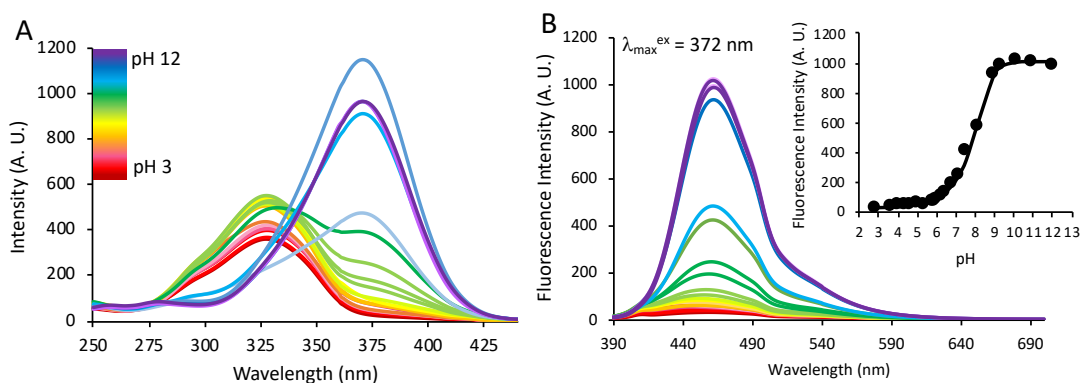 A
1200
1000
800
600
400
200
0
Intensity (A. U.)
pH 12
pH 3
250 275 300 325 350 375 400 425
Wavelength (nm)
B
λmax^ex = 372 nm
1200
1000
800
600
400
200
0
Fluorescence Intensity (A. U.)
390 440 490 540 590 640 690
Wavelength (nm)
1200
1000
800
600
400
200
0
Fluorescence Intensity (A. U.)
2 3 4 5 6 7 8 9 10 11 12 13
pH